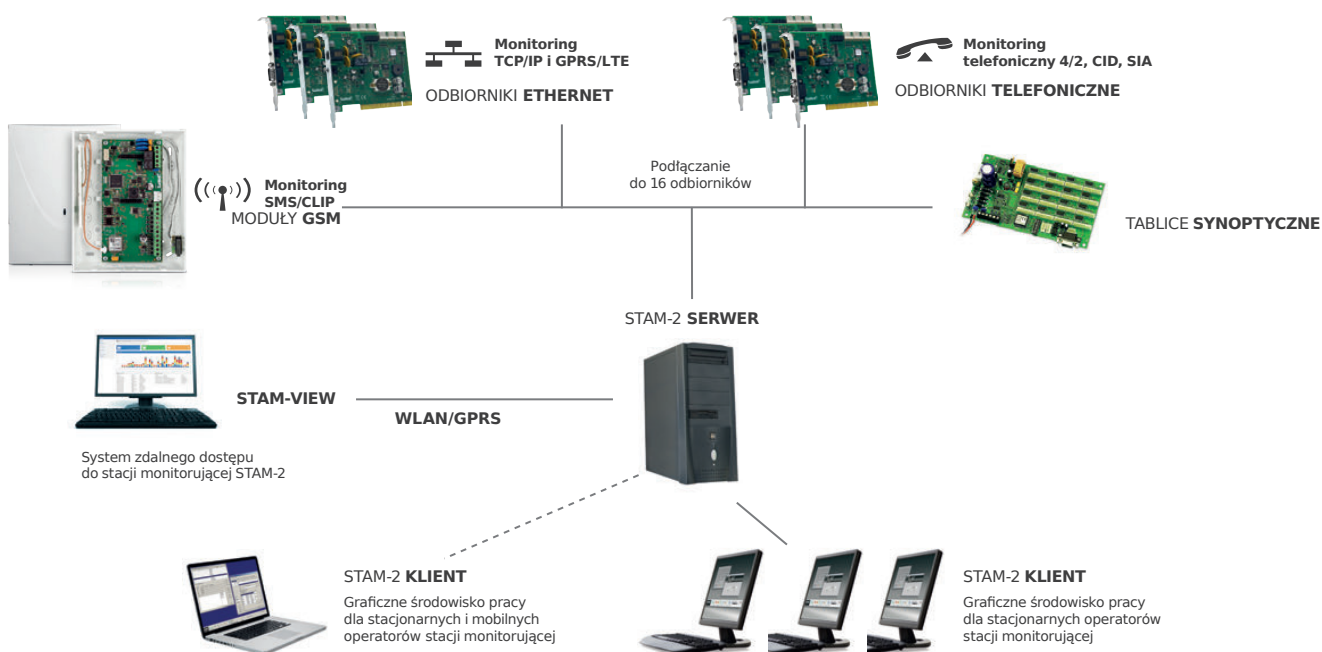 Monitoring
TCP/IP i GPRS/LTE
ODBIORNIKI ETHERNET
Monitoring
telefoniczny 4/2, CID, SIA
ODBIORNIKI TELEFONICZNE
Podłączanie
do 16 odbiorników
Monitoring
SMS/CLIP
MODUŁY GSM
TABLICE SYNOPTYCZNE
STAM-2 SERWER
STAM-VIEW
WLAN/GPRS
System zdalnego dostępu
do stacji monitorującej STAM-2
STAM-2 KLIENT
Graficzne środowisko pracy
dla stacjonarnych i mobilnych
operatorów stacji monitorującej
STAM-2 KLIENT
Graficzne środowisko pracy
dla stacjonarnych operatorów
stacji monitorującej